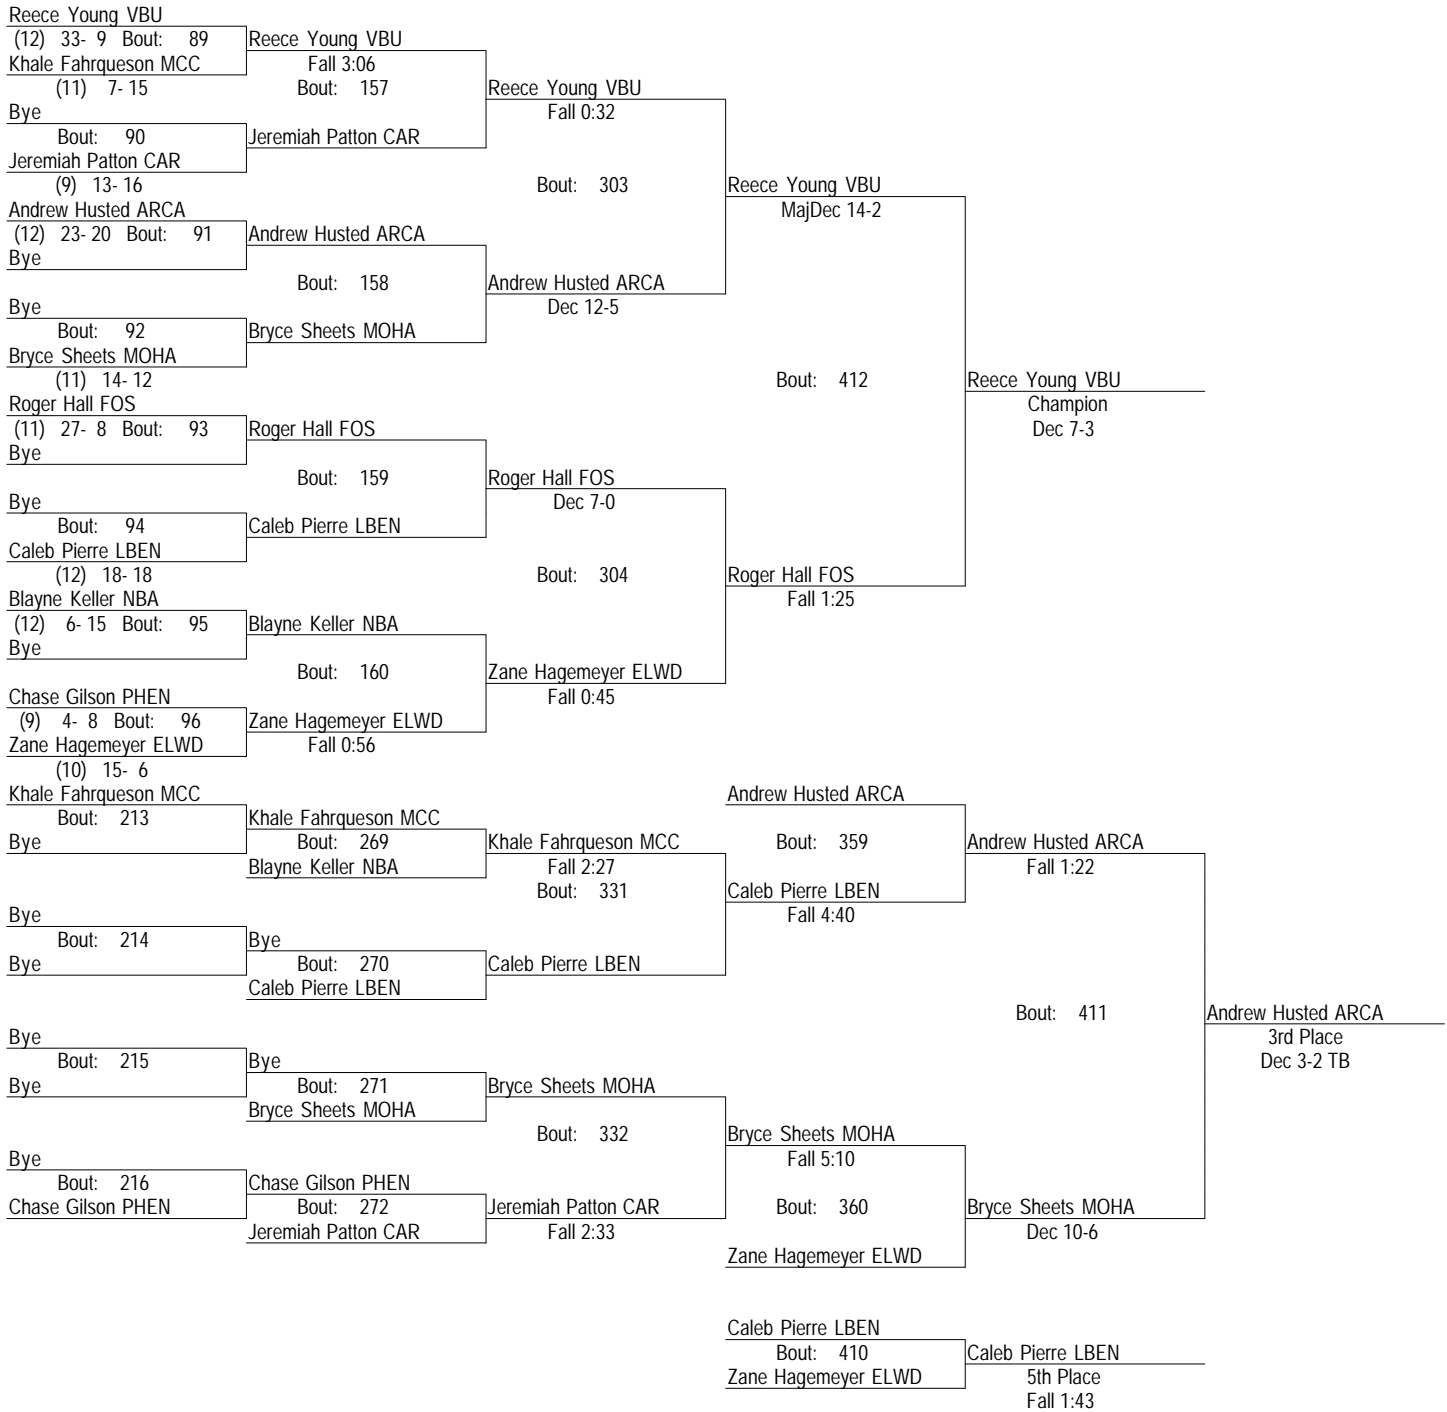 Reece Young VBU
(12) 33- 9 Bout: 89 Reece Young VBU
Khale Fahrqueson MCC Fall 3:06
(11) 7- 15 Bout: 157 Reece Young VBU
Bye Fall 0:32
Bout: 90 Jeremiah Patton CAR
Jeremiah Patton CAR
(9) 13- 16 Bout: 303 Reece Young VBU
Andrew Husted ARCA MajDec 14-2
(12) 23- 20 Bout: 91 Andrew Husted ARCA
Bye
Bout: 158 Andrew Husted ARCA
Bye Dec 12-5
Bout: 92 Bryce Sheets MOHA
Bryce Sheets MOHA
(11) 14- 12 Bout: 412 Reece Young VBU
Roger Hall FOS Champion
(11) 27- 8 Bout: 93 Roger Hall FOS Dec 7-3
Bye
Bout: 159 Roger Hall FOS
Bye Dec 7-0
Bout: 94 Caleb Pierre LBEN
Caleb Pierre LBEN
(12) 18- 18 Bout: 304 Roger Hall FOS
Blayne Keller NBA Fall 1:25
(12) 6- 15 Bout: 95 Blayne Keller NBA
Bye
Bout: 160 Zane Hagemeyer ELWD
Chase Gilson PHEN Fall 0:45
(9) 4- 8 Bout: 96 Zane Hagemeyer ELWD
Zane Hagemeyer ELWD Fall 0:56
(10) 15- 6
Khale Fahrqueson MCC Andrew Husted ARCA
Bout: 213 Khale Fahrqueson MCC
Bye Bout: 269 Khale Fahrqueson MCC Bout: 359 Andrew Husted ARCA
Blayne Keller NBA Fall 2:27 Fall 1:22
Bout: 331 Caleb Pierre LBEN
Bye Fall 4:40
Bout: 214 Bye
Bye Bout: 270 Caleb Pierre LBEN
Caleb Pierre LBEN
Bout: 411 Andrew Husted ARCA
Bye 3rd Place
Bout: 215 Bye Dec 3-2 TB
Bye Bout: 271 Bryce Sheets MOHA
Bryce Sheets MOHA
Bout: 332 Bryce Sheets MOHA
Bye Fall 5:10
Bout: 216 Chase Gilson PHEN
Chase Gilson PHEN Bout: 272 Jeremiah Patton CAR Bout: 360 Bryce Sheets MOHA
Jeremiah Patton CAR Fall 2:33 Dec 10-6
Zane Hagemeyer ELWD
Caleb Pierre LBEN
Bout: 410 Caleb Pierre LBEN
Zane Hagemeyer ELWD 5th Place
Fall 1:43